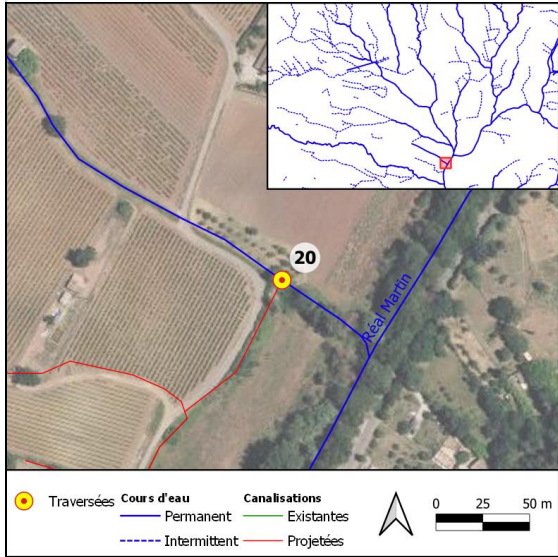 20
Réal Martin
Traversées
Cours d'eau
Permanent
Intermittent
Canalisations
Existantes
Projetées
0 25 50 m